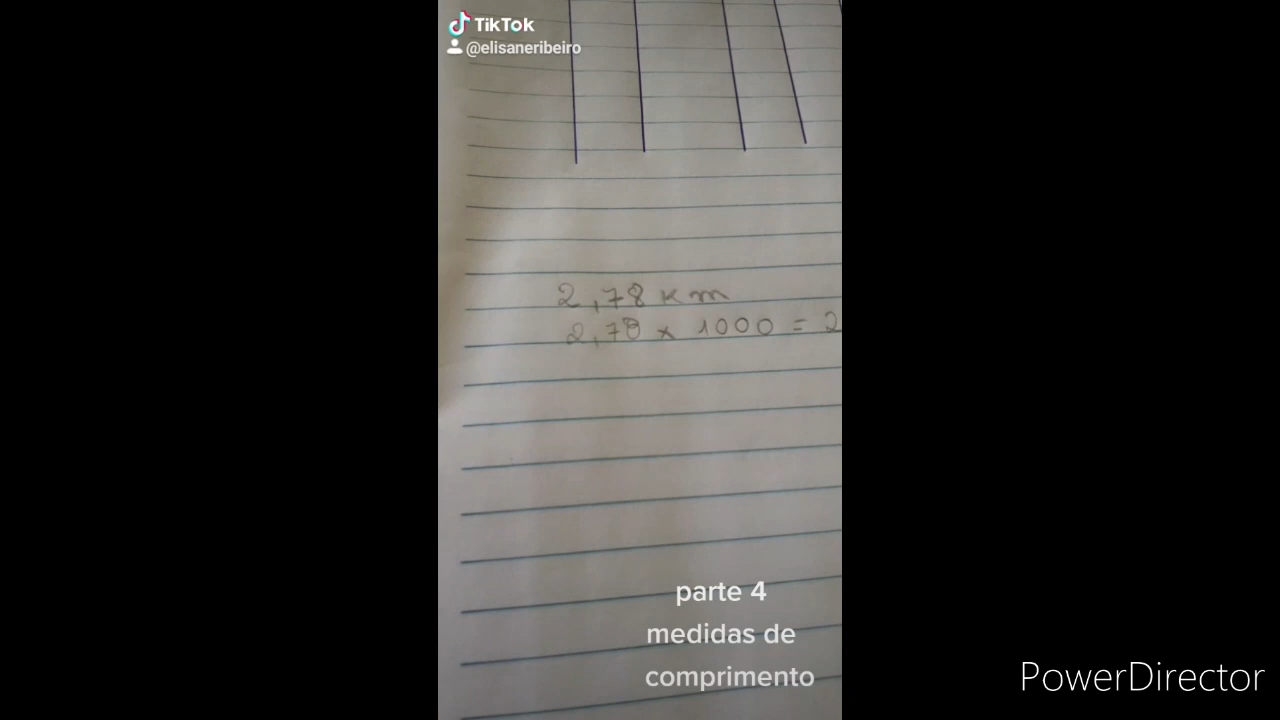 TikTok
@elisaneribeiro
2,78 km
2,78 x 1000 = 2
parte 4
medidas de
comprimento
PowerDirector